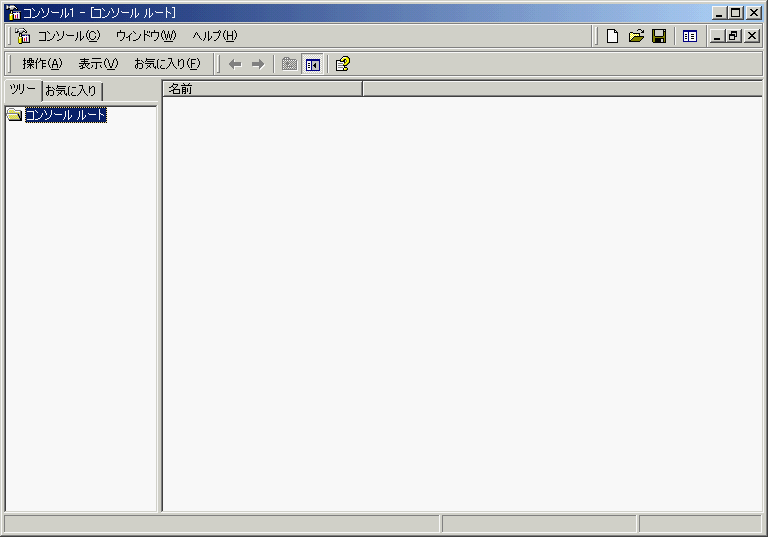 コンソール1 - [コンソール ルート]
コンソール(C) ウィンドウ(W) ヘルプ(H)
操作(A) 表示(V) お気に入り(F)
ツリー お気に入り
名前
コンソール ルート